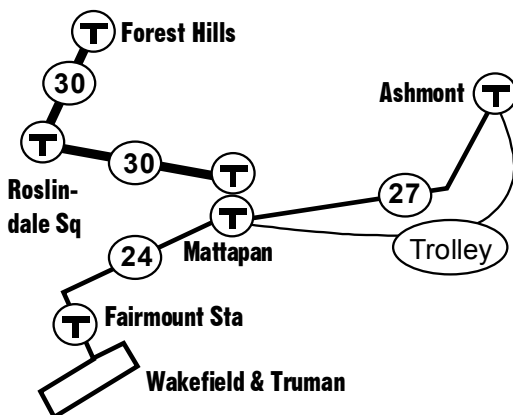 T Forest Hills
30
Ashmont T
T 30 T
Roslin-
dale Sq
27
T
Mattapan
Trolley
24
T Fairmount Sta
Wakefield & Truman